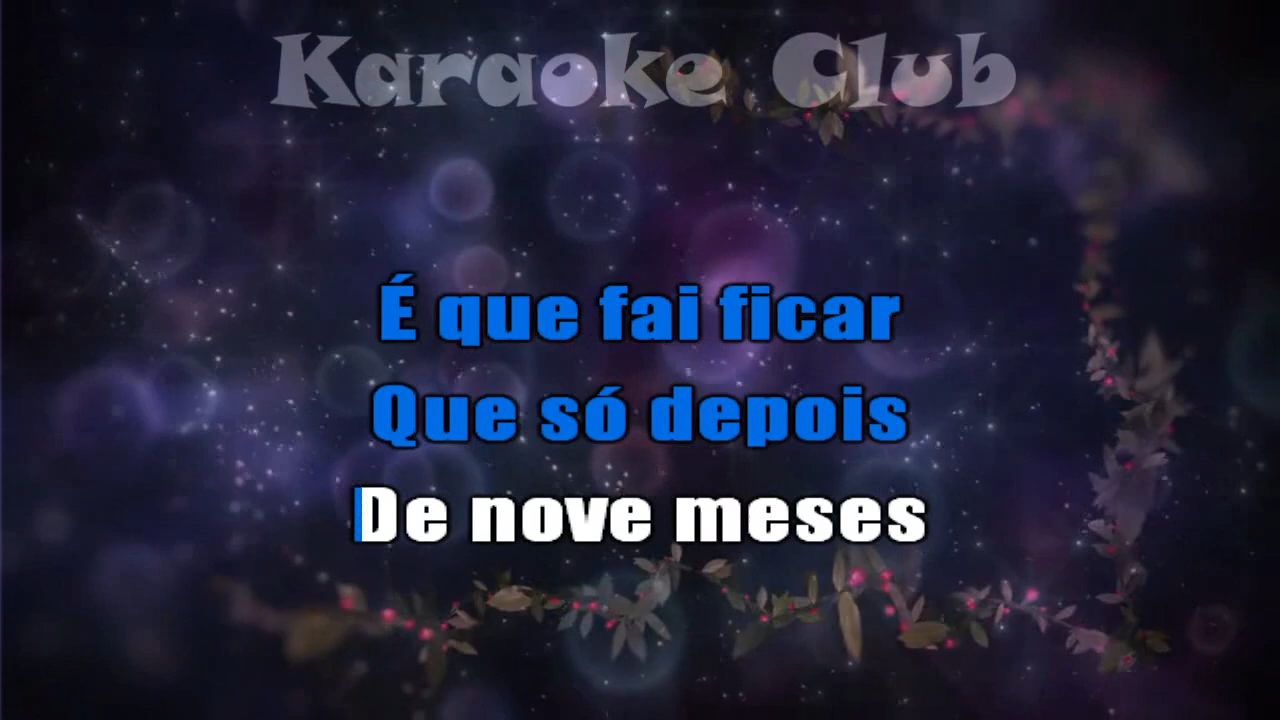 Karaoke Club
É que fai ficar
Que só depois
De nove meses